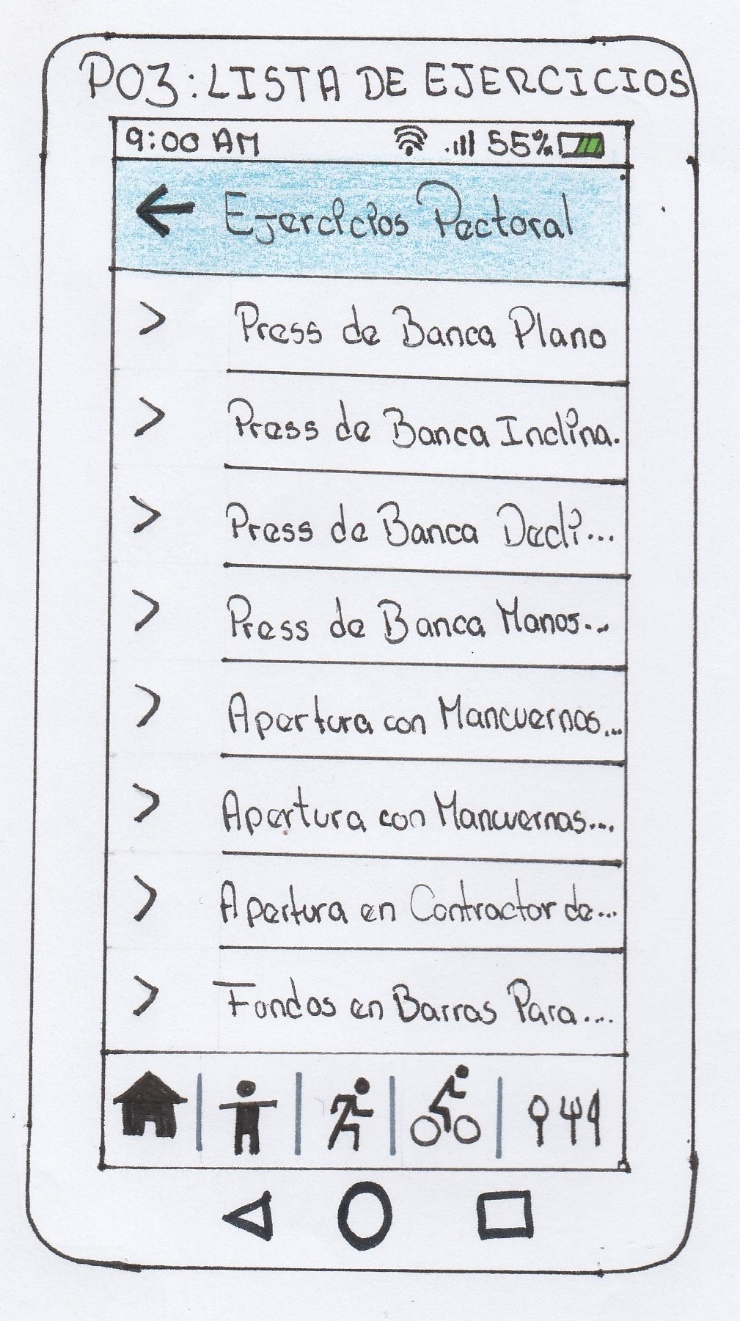 P03: LISTA DE EJERCICIOS
9:00 AM 55%
Ejercicios Pectoral
Press de Banca Plano
Press de Banca Inclina.
Press de Banca Decli...
Press de Banca Manos...
Apertura con Mancuernas...
Apertura con Mancuernas...
Apertura en Contractor de...
Fondos en Barras Para....